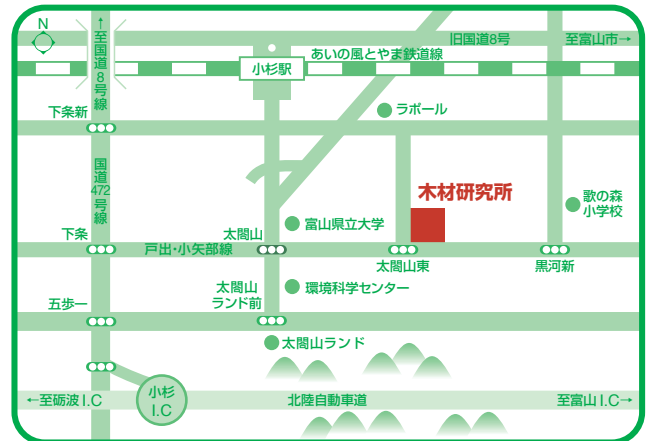 N
↑至国道8号線
旧国道8号
至富山市→
あいの風とやま鉄道線
小杉駅
下条新
ラポール
国道472号線
木材研究所
歌の森
小学校
富山県立大学
下条
戸出・小矢部線
太閤山
太閤山東
黒河新
太閤山
ランド前
環境科学センター
五歩一
太閤山ランド
小杉
I.C
←至砺波I.C
北陸自動車道
至富山I.C→